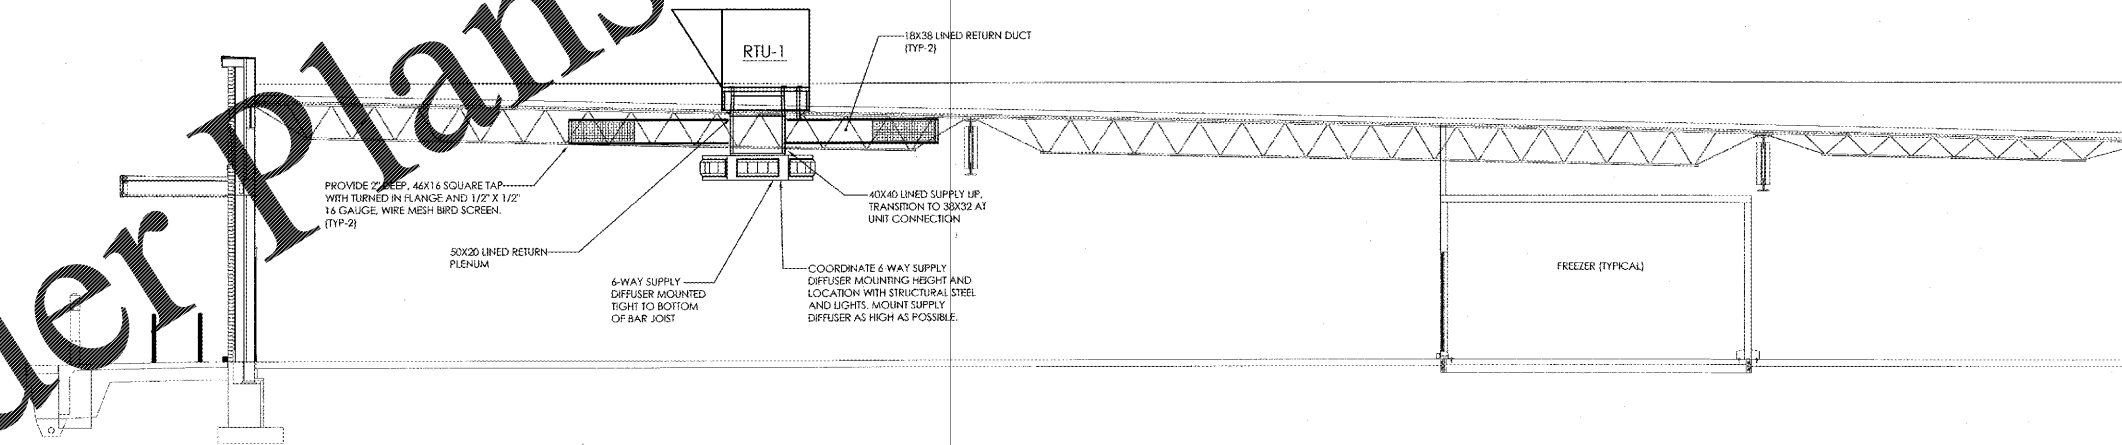 uer Plans
RTU-1
18X38 LINED RETURN DUCT
(TYP-2)
PROVIDE 2" DEEP, 46X16 SQUARE TAP
WITH TURNED IN FLANGE AND 1/2" X 1/2"
16 GAUGE, WIRE MESH BIRD SCREEN.
(TYP-2)
40X40 LINED SUPPLY UP,
TRANSITION TO 38X32 AT
UNIT CONNECTION
50X20 LINED RETURN
PLENUM
6-WAY SUPPLY
DIFFUSER MOUNTED
TIGHT TO BOTTOM
OF BAR JOIST
COORDINATE 6-WAY SUPPLY
DIFFUSER MOUNTING HEIGHT AND
LOCATION WITH STRUCTURAL STEEL
AND LIGHTS. MOUNT SUPPLY
DIFFUSER AS HIGH AS POSSIBLE.
FREEZER (TYPICAL)